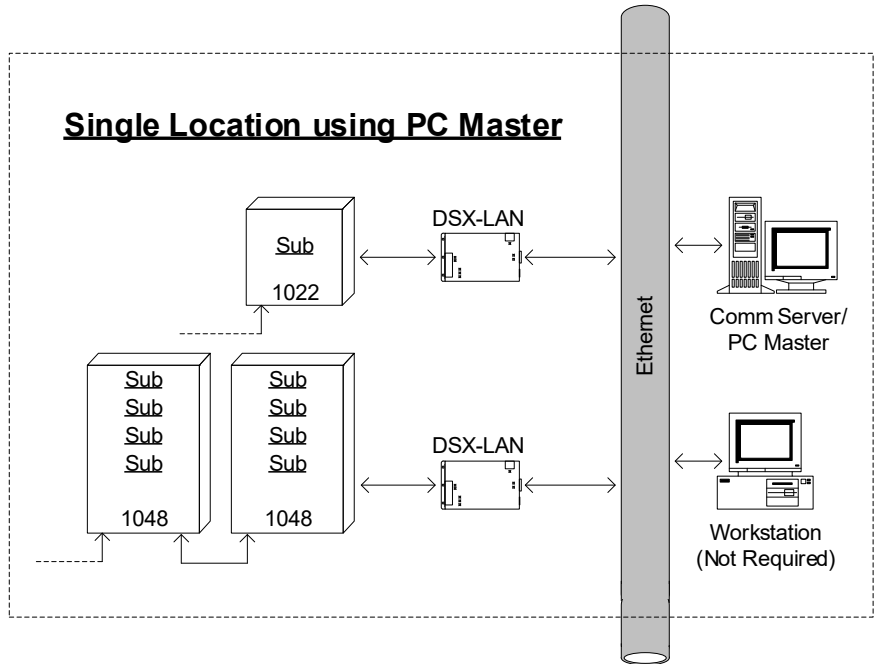 Single Location using PC Master
DSX-LAN
Sub
1022
Ethernet
Comm Server/
PC Master
Sub
Sub
Sub
Sub
1048
Sub
Sub
Sub
Sub
1048
DSX-LAN
Workstation
(Not Required)